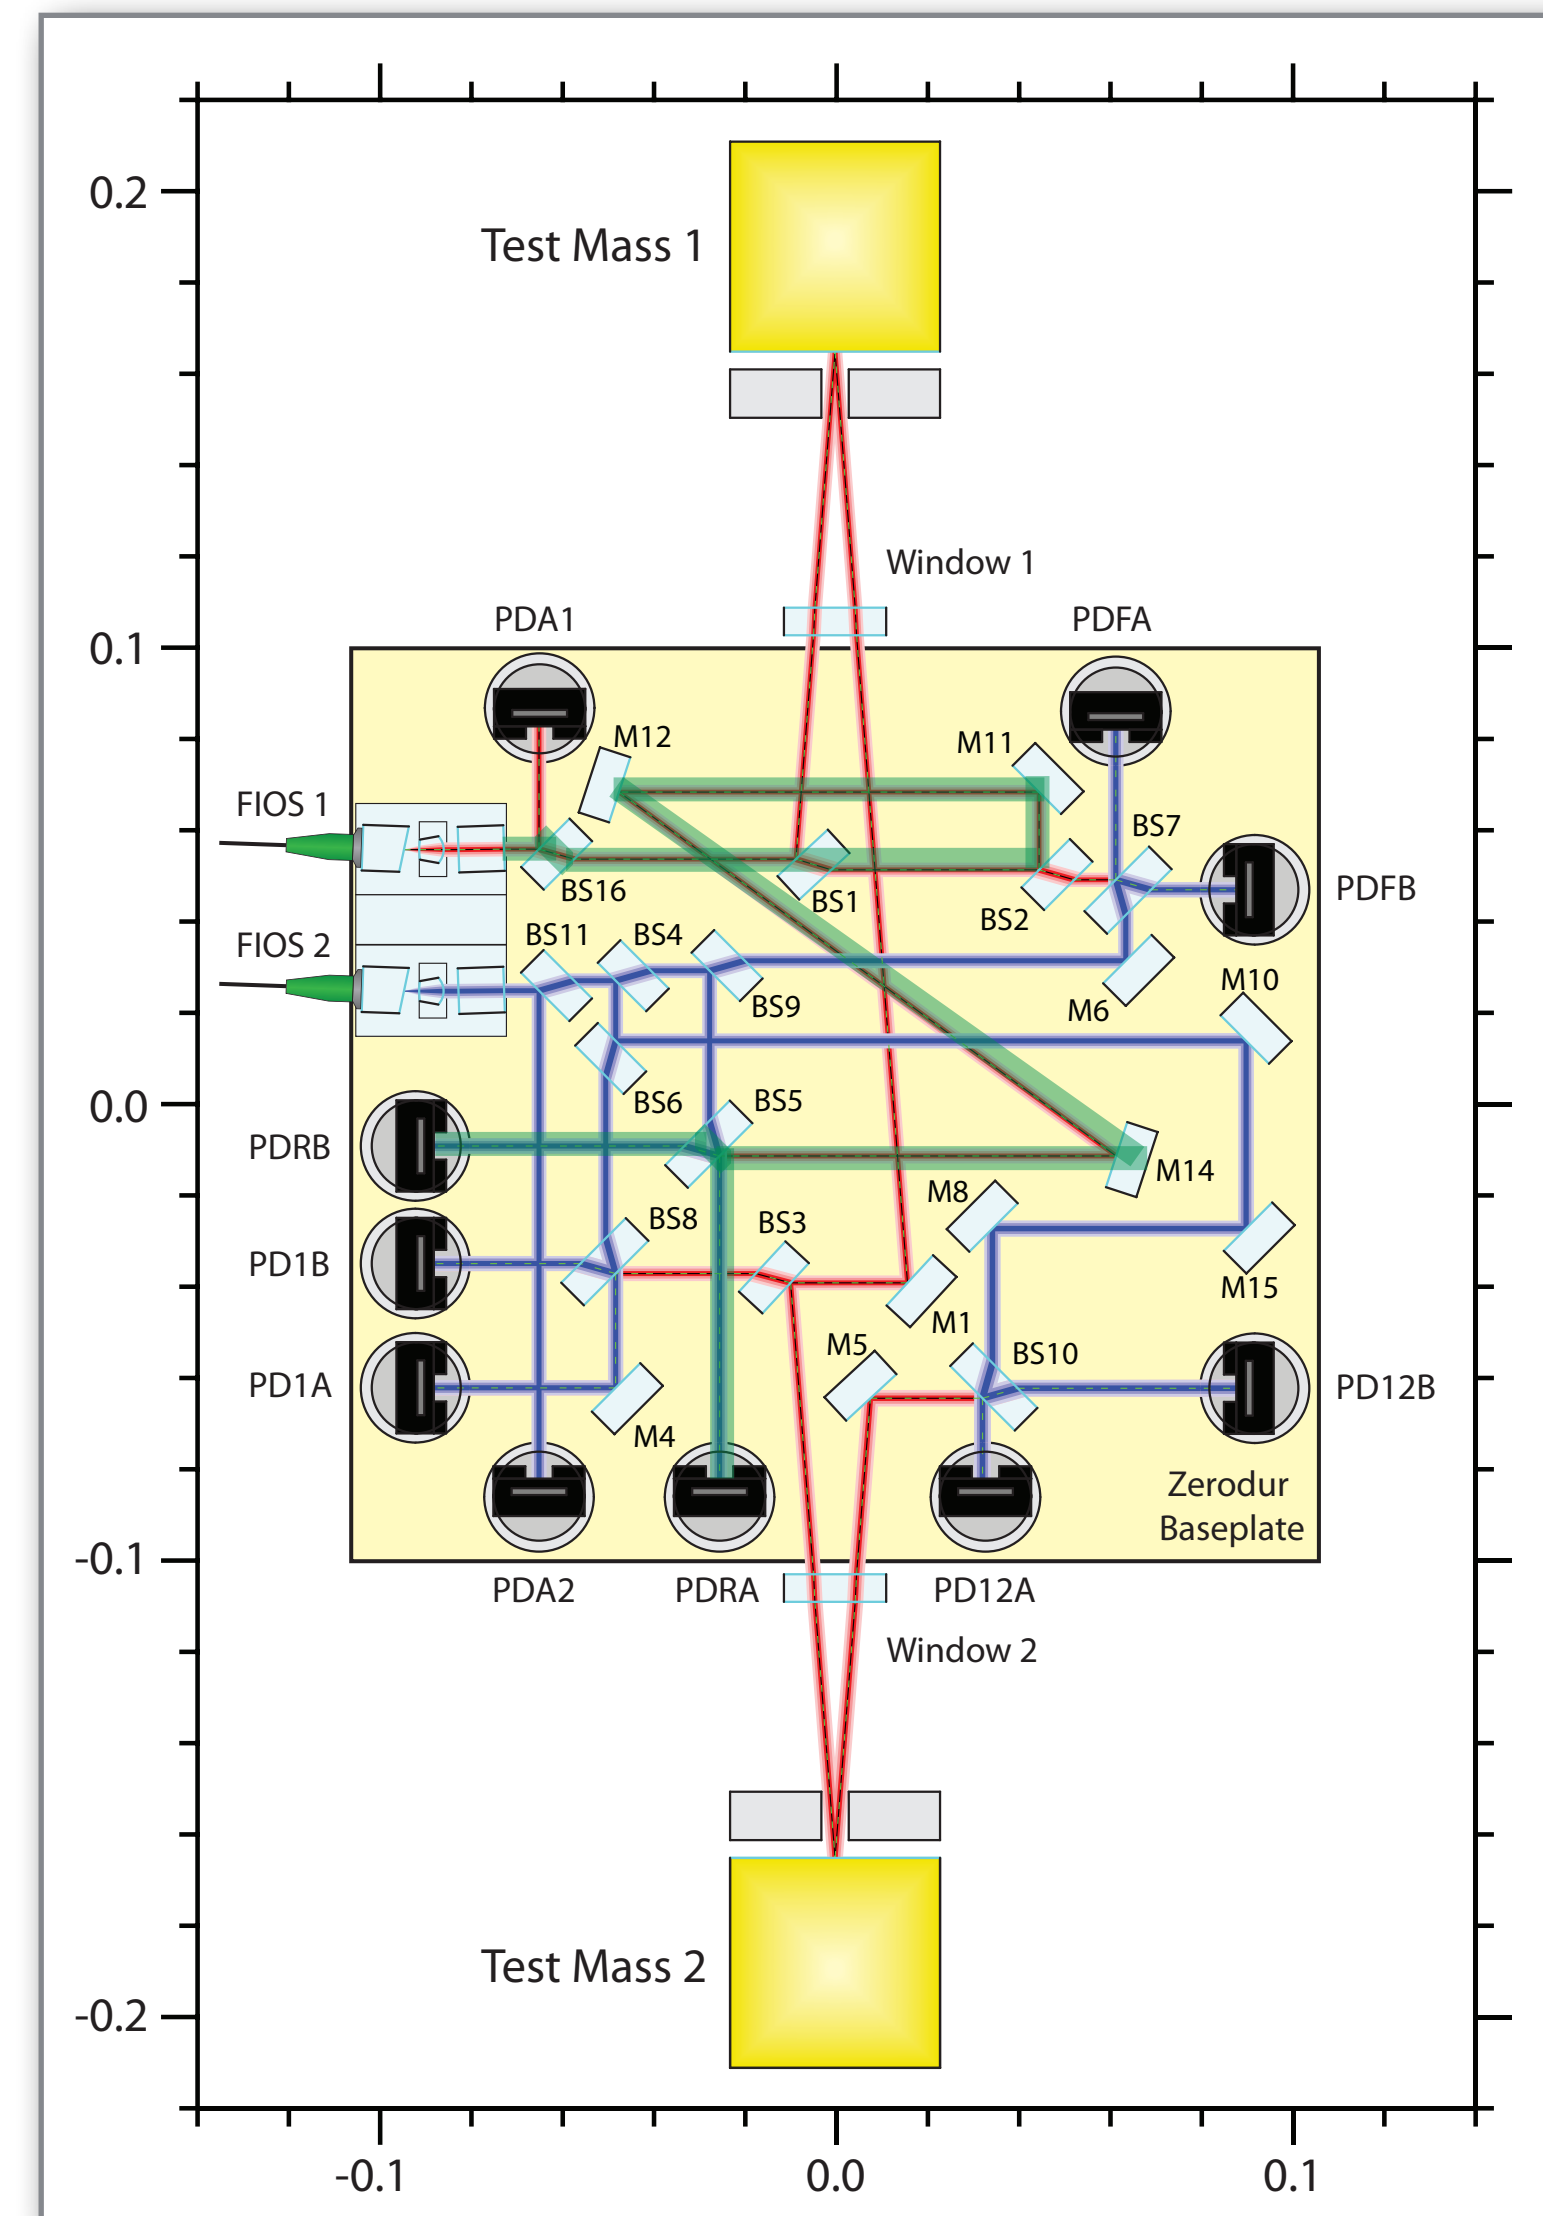 0.2
Test Mass 1
Window 1
PDA1
PDFA
0.1
M12
M11
FIOS 1
BS7
BS16
BS1
BS2
PDFB
FIOS 2
BS11
BS4
BS9
M6
M10
0.0
BS6
BS5
PDRB
M14
M8
BS8
BS3
PD1B
M15
M1
M5
BS10
PD1A
PD12B
M4
Zerodur
Baseplate
-0.1
PDA2
PDRA
PD12A
Window 2
Test Mass 2
-0.2
-0.1
0.0
0.1